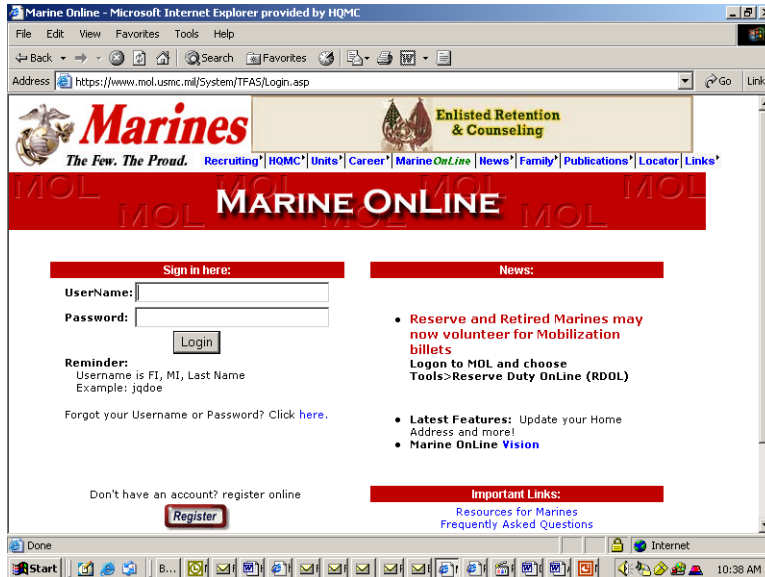 Marine Online - Microsoft Internet Explorer provided by HQMC
File Edit View Favorites Tools Help
Back Search Favorites
Address https://www.mol.usmc.mil/System/TFAS/Login.asp Go Link
Marines
The Few. The Proud.
Enlisted Retention
& Counseling
Recruiting HQMC Units Career Marine OnLine News Family Publications Locator Links
MOL MOL MOL MOL
MARINE ONLINE
Sign in here:
UserName:
Password:
Login
Reminder:
Username is FI, MI, Last Name
Example: jqdoe
Forgot your Username or Password? Click here.
Don't have an account? register online
Register
News:
Reserve and Retired Marines may
now volunteer for Mobilization
billets
Logon to MOL and choose
Tools>Reserve Duty OnLine (RDOL)
Latest Features: Update your Home
Address and more!
Marine OnLine Vision
Important Links:
Resources for Marines
Frequently Asked Questions
Done Internet
Start B... 10:38 AM